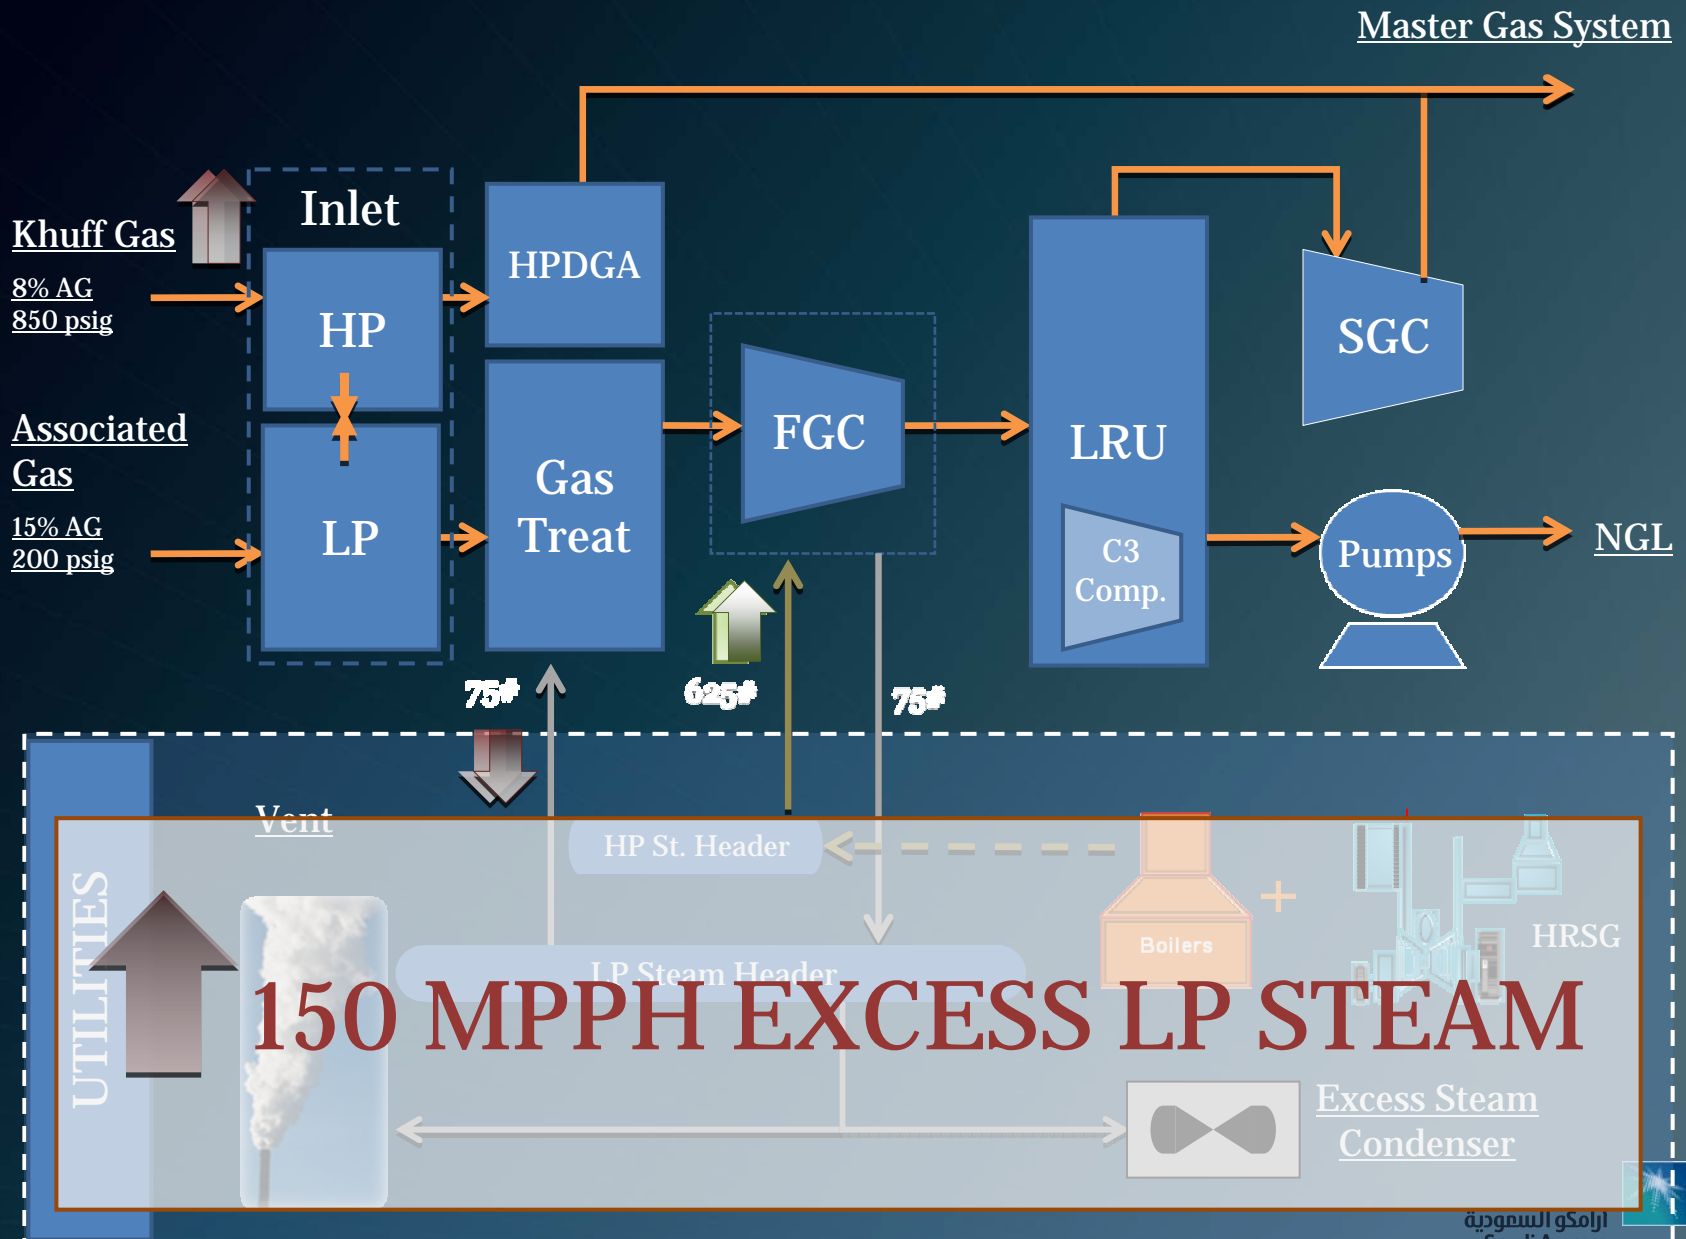 Master Gas System
Inlet
Khuff Gas
8% AG
850 psig
HP
HPDGA
Associated
Gas
15% AG
200 psig
LP
Gas
Treat
FGC
LRU
C3
Comp.
SGC
Pumps
NGL
75#
625#
75#
UTILITIES
Vent
HP St. Header
LP Steam Header
Boilers
+
HRSG
150 MPPH EXCESS LP STEAM
Excess Steam
Condenser
أرامكو السعودية